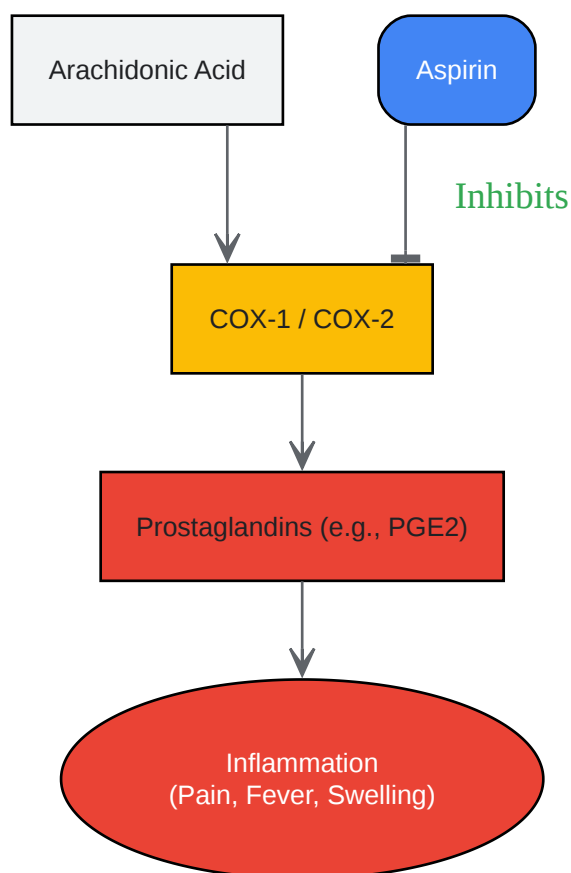 Arachidonic Acid
Aspirin
Inhibits
COX-1 / COX-2
Prostaglandins (e.g., PGE2)
Inflammation
(Pain, Fever, Swelling)